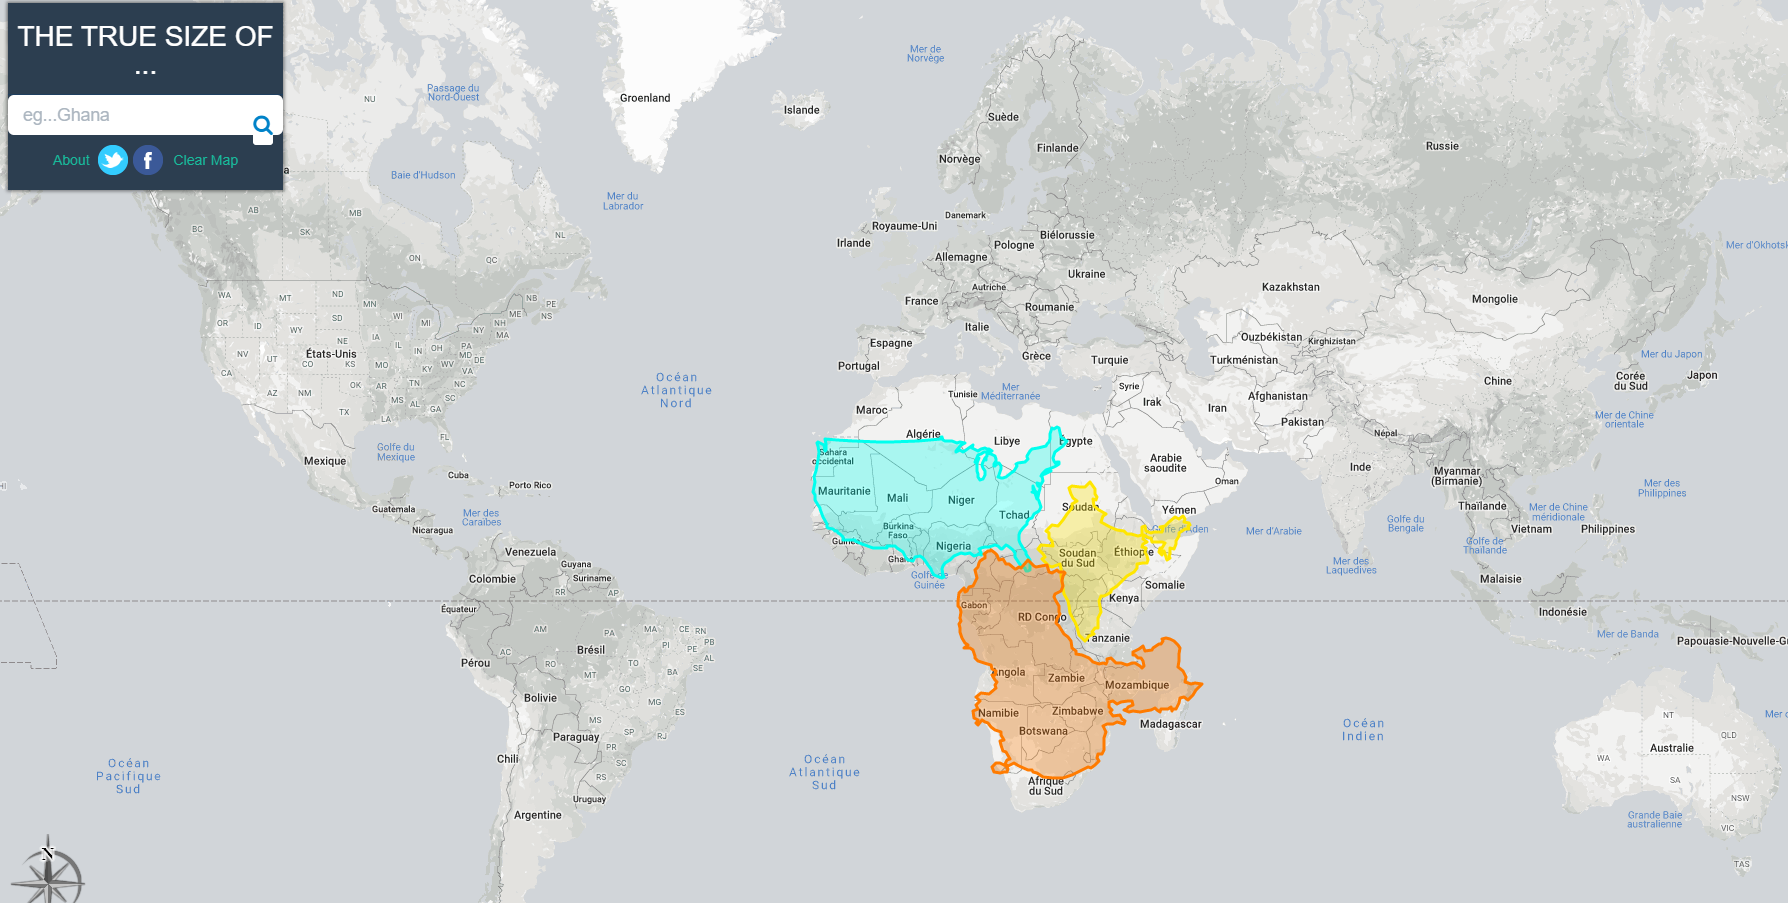 THE TRUE SIZE OF
...
eg...Ghana
About
Clear Map
Groenland
Islande
Mer de
Norvège
Suède
Finlande
Norvège
Russie
NU
Passage du
Nord-Ouest
Baie d'Hudson
Mer du
Labrador
Danemark
Royaume-Uni
Irlande
Biélorussie
Pologne
Allemagne
Ukraine
Autriche
France
Roumanie
Italie
Espagne
Portugal
Grèce
Turquie
Kazakhstan
Mongolie
Ouzbékistan
Kirghizistan
Turkménistan
Mer d'Okhotsk
Mer du Japon
Corée
du Sud
Japon
Chine
AB
BC
SK
MB
ON
QC
NL
NB
PE
NS
ME
WA
MT
ND
MN
OR
ID
WY
SD
WI
MI
NY
NH
MA
NE
IA
IL
IN
OH
PA
MD
DE
NV
UT
CO
KS
MO
KY
WV
VA
CA
AZ
NM
OK
AR
TN
NC
SC
TX
LA
MS
AL
GA
FL
États-Unis
HI
Océan
Atlantique
Nord
Golfe du
Mexique
Mexique
Cuba
Porto Rico
Guatemala
Nicaragua
Mer des
Caraïbes
Tunisie
Mer
Méditerranée
Syrie
Irak
Iran
Afghanistan
Pakistan
Népal
Maroc
Algérie
Libye
Égypte
Arabie
saoudite
Oman
Inde
Myanmar
(Birmanie)
Mer de Chine
orientale
Sahara
occidental
Mauritanie
Mali
Niger
Tchad
Soudan
Yémen
Golfe d'Aden
Mer d'Arabie
Golfe du
Bengale
Thaïlande
Mer de Chine
méridionale
Vietnam
Philippines
Mer des
Philippines
Burkina
Faso
Guinée
Ghana
Nigeria
Golfe de
Guinée
Soudan
du Sud
Éthiopie
Somalie
Kenya
Mer des
Laquedives
Golfe de
Thaïlande
Malaisie
Indonésie
Mer de Banda
Papouasie-Nouvelle-Gu
Venezuela
Guyana
Suriname
Colombie
Équateur
RR
AP
AM
PA
MA
CE
RN
PB
PI
PE
AL
SE
AC
RO
TO
BA
MT
GO
MG
ES
MS
SP
RJ
PR
SC
RS
Pérou
Brésil
Bolivie
Paraguay
Chili
Uruguay
Argentine
Gabon
RD Congo
Tanzanie
Angola
Zambie
Mozambique
Namibie
Zimbabwe
Botswana
Madagascar
Afrique
du Sud
Océan
Pacifique
Sud
Océan
Atlantique
Sud
Océan
Indien
Mer c
NT
QLD
Australie
WA
SA
NSW
VIC
TAS
Grande Baie
australienne
N